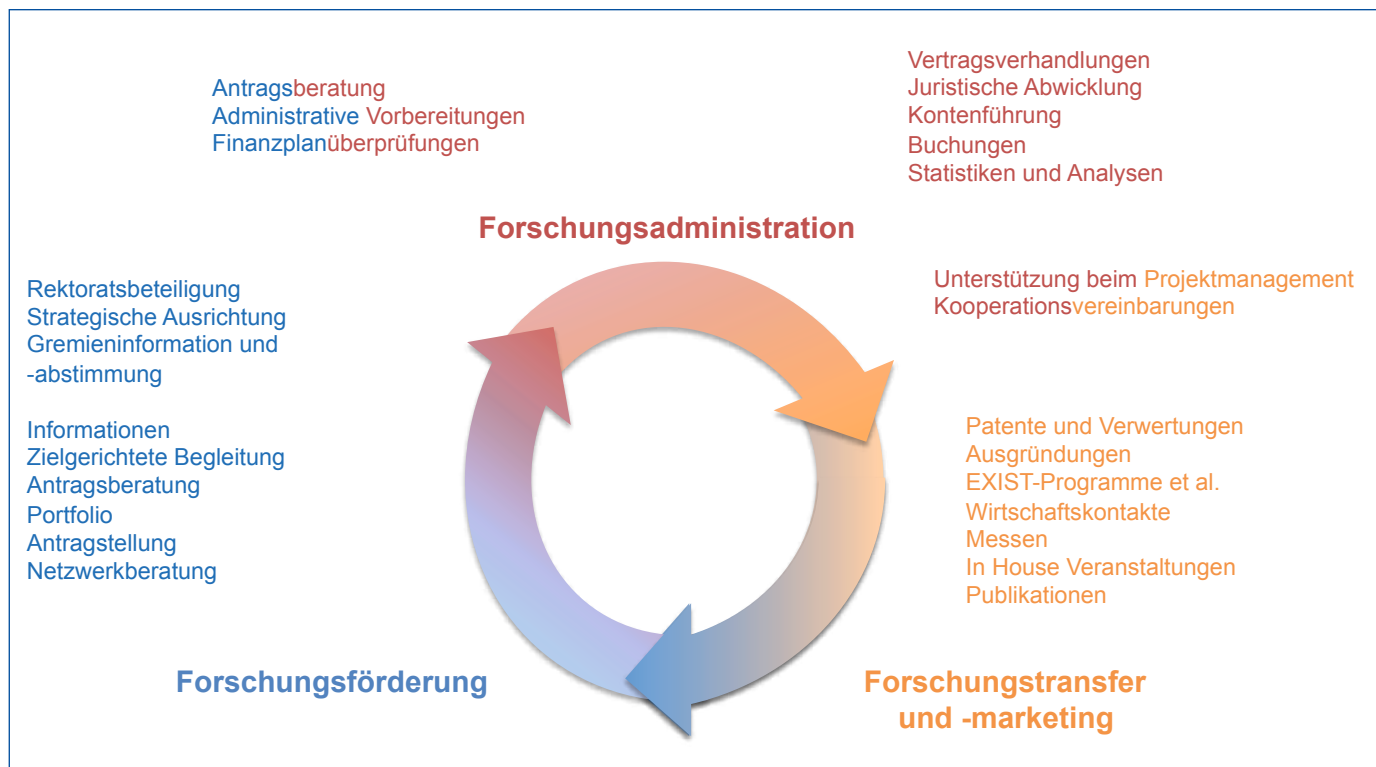 Antragsberatung
Administrative Vorbereitungen
Finanzplanüberprüfungen
Vertragsverhandlungen
Juristische Abwicklung
Kontenführung
Buchungen
Statistiken und Analysen
Forschungsadministration
Rektoratsbeteiligung
Strategische Ausrichtung
Gremieninformation und
-abstimmung
Informationen
Zielgerichtete Begleitung
Antragsberatung
Portfolio
Antragstellung
Netzwerkberatung
Unterstützung beim Projektmanagement
Kooperationsvereinbarungen
Patente und Verwertungen
Ausgründungen
EXIST-Programme et al.
Wirtschaftskontakte
Messen
In House Veranstaltungen
Publikationen
Forschungsförderung
Forschungstransfer
und -marketing